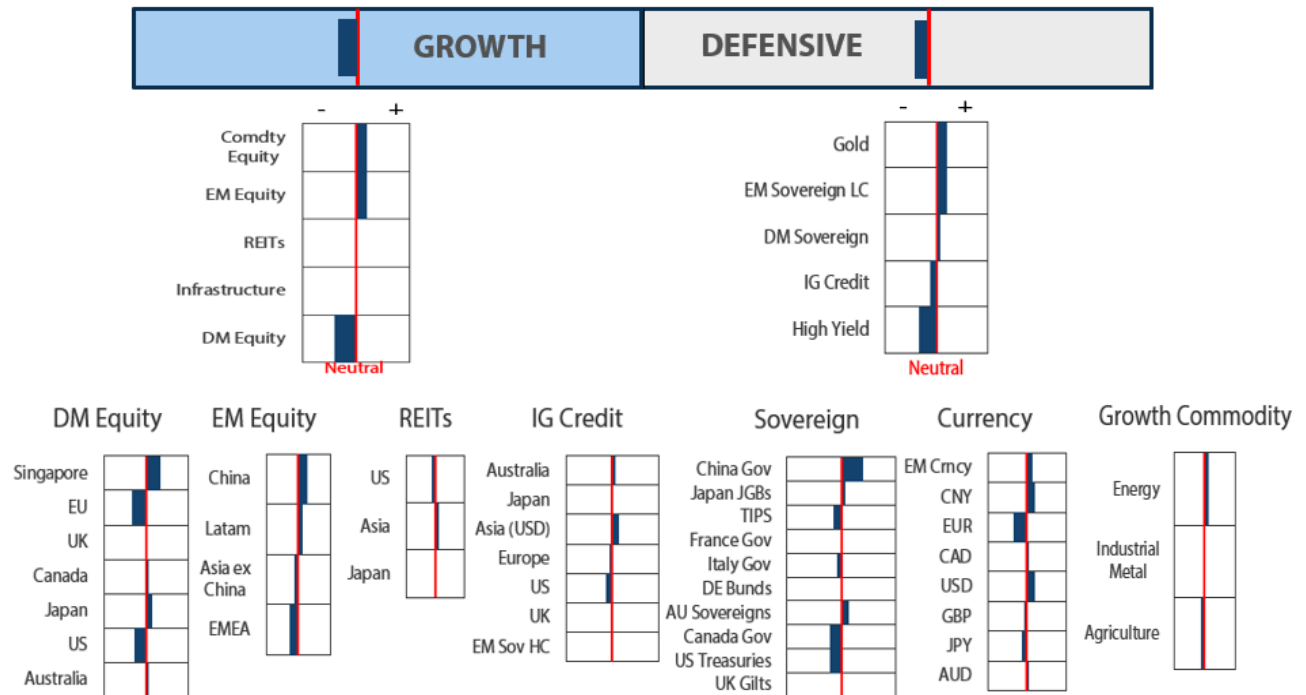 GROWTH
DEFENSIVE
- +
- +
Comdty
Equity
EM Equity
REITs
Infrastructure
DM Equity
Neutral
Gold
EM Sovereign LC
DM Sovereign
IG Credit
High Yield
Neutral
DM Equity
Singapore
EU
UK
Canada
Japan
US
Australia
EM Equity
China
Latam
Asia ex
China
EMEA
REITs
US
Asia
Japan
IG Credit
Australia
Japan
Asia (USD)
Europe
US
UK
EM Sov HC
Sovereign
China Gov
Japan JGBs
TIPS
France Gov
Italy Gov
DE Bunds
AU Sovereigns
Canada Gov
US Treasuries
UK Gilts
Currency
EM Crncy
CNY
EUR
CAD
USD
GBP
JPY
AUD
Growth Commodity
Energy
Industrial
Metal
Agriculture